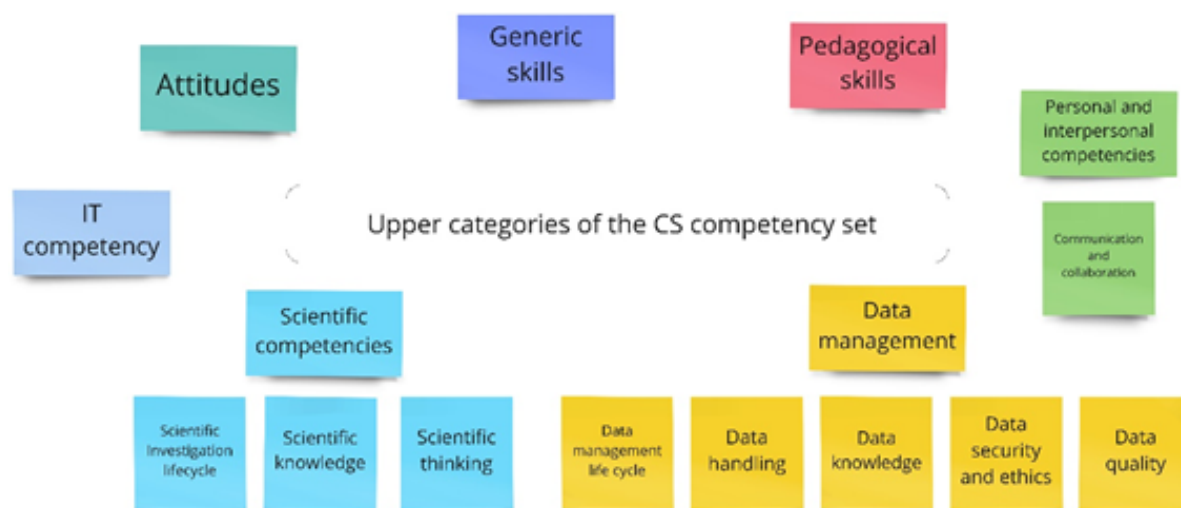 Attitudes
Generic
skills
Pedagogical
skills
Personal and
interpersonal
competencies
IT
competency
Upper categories of the CS competency set
Communication
and
collaboration
Scientific
competencies
Data
management
Scientific
Investigation
lifecycle
Scientific
knowledge
Scientific
thinking
Data
management
life cycle
Data
handling
Data
knowledge
Data
security
and ethics
Data
quality